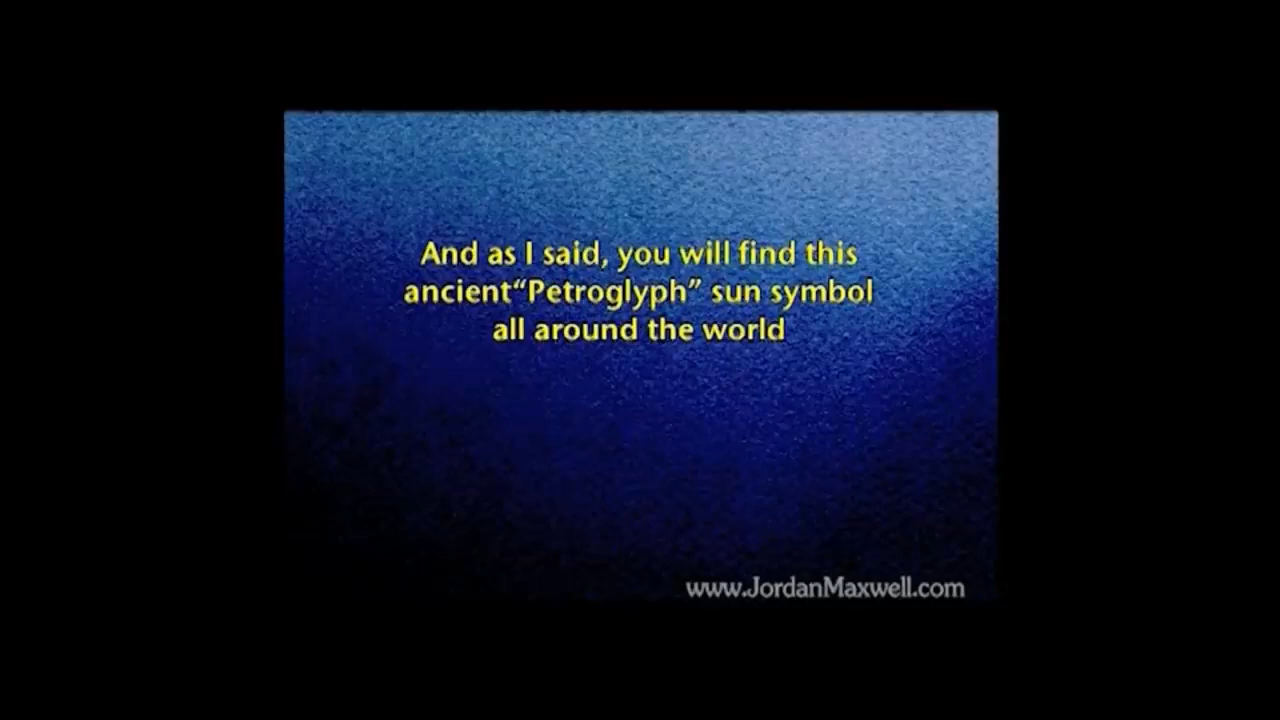 And as I said, you will find this
ancient“Petroglyph” sun symbol
all around the world
www.JordanMaxwell.com